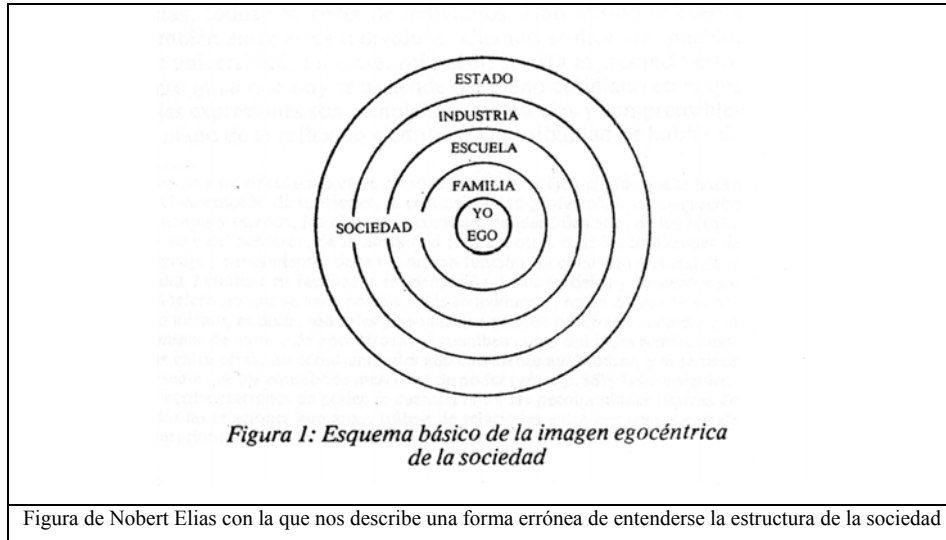 ESTADO
INDUSTRIA
ESCUELA
FAMILIA
YO
SOCIEDAD
EGO
Figura 1: Esquema básico de la imagen egocéntrica
de la sociedad
Figura de Nobert Elias con la que nos describe una forma errónea de entenderse la estructura de la sociedad